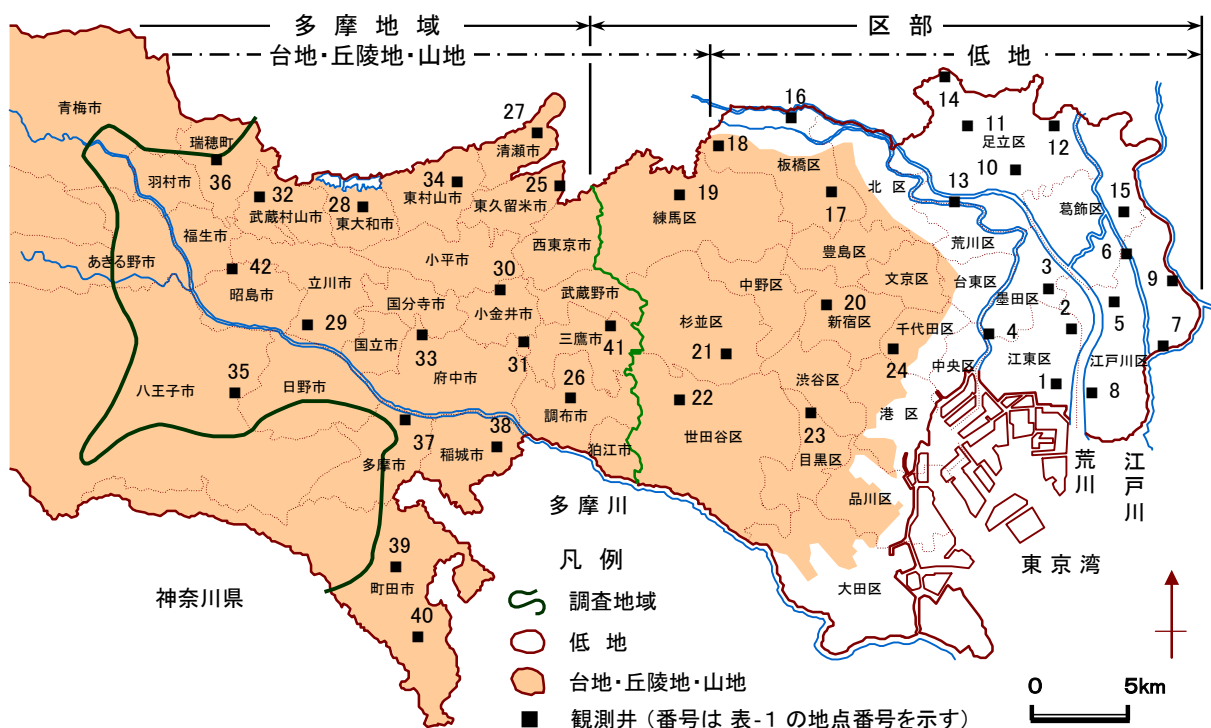 多摩地域
区部
台地・丘陵地・山地
低地
青梅市
瑞穂町
羽村市
36
32
武蔵村山市
28
東大和市
34
東村山市
27
清瀬市
25
東久留米市
福生市
あきる野市
42
昭島市
立川市
小平市
西東京市
国分寺市
30
小金井市
武蔵野市
29
国立市
33
府中市
31
三鷹市
41
35
八王子市
日野市
26
調布市
37
多摩市
38
稲城市
狛江市
39
町田市
40
神奈川県
多摩川
16
18
板橋区
19
練馬区
17
北区
豊島区
中野区
文京区
荒川区
台東区
杉並区
20
新宿区
千代田区
21
24
中央区
22
世田谷区
渋谷区
港区
23
目黒区
品川区
大田区
14
11
足立区
12
10
13
15
葛飾区
6
3
墨田区
9
2
5
4
7
江東区
江戸川区
1
8
荒川
江戸川
東京湾
凡例
調査地域
低地
台地・丘陵地・山地
観測井（番号は 表-1 の地点番号を示す）
0
5km